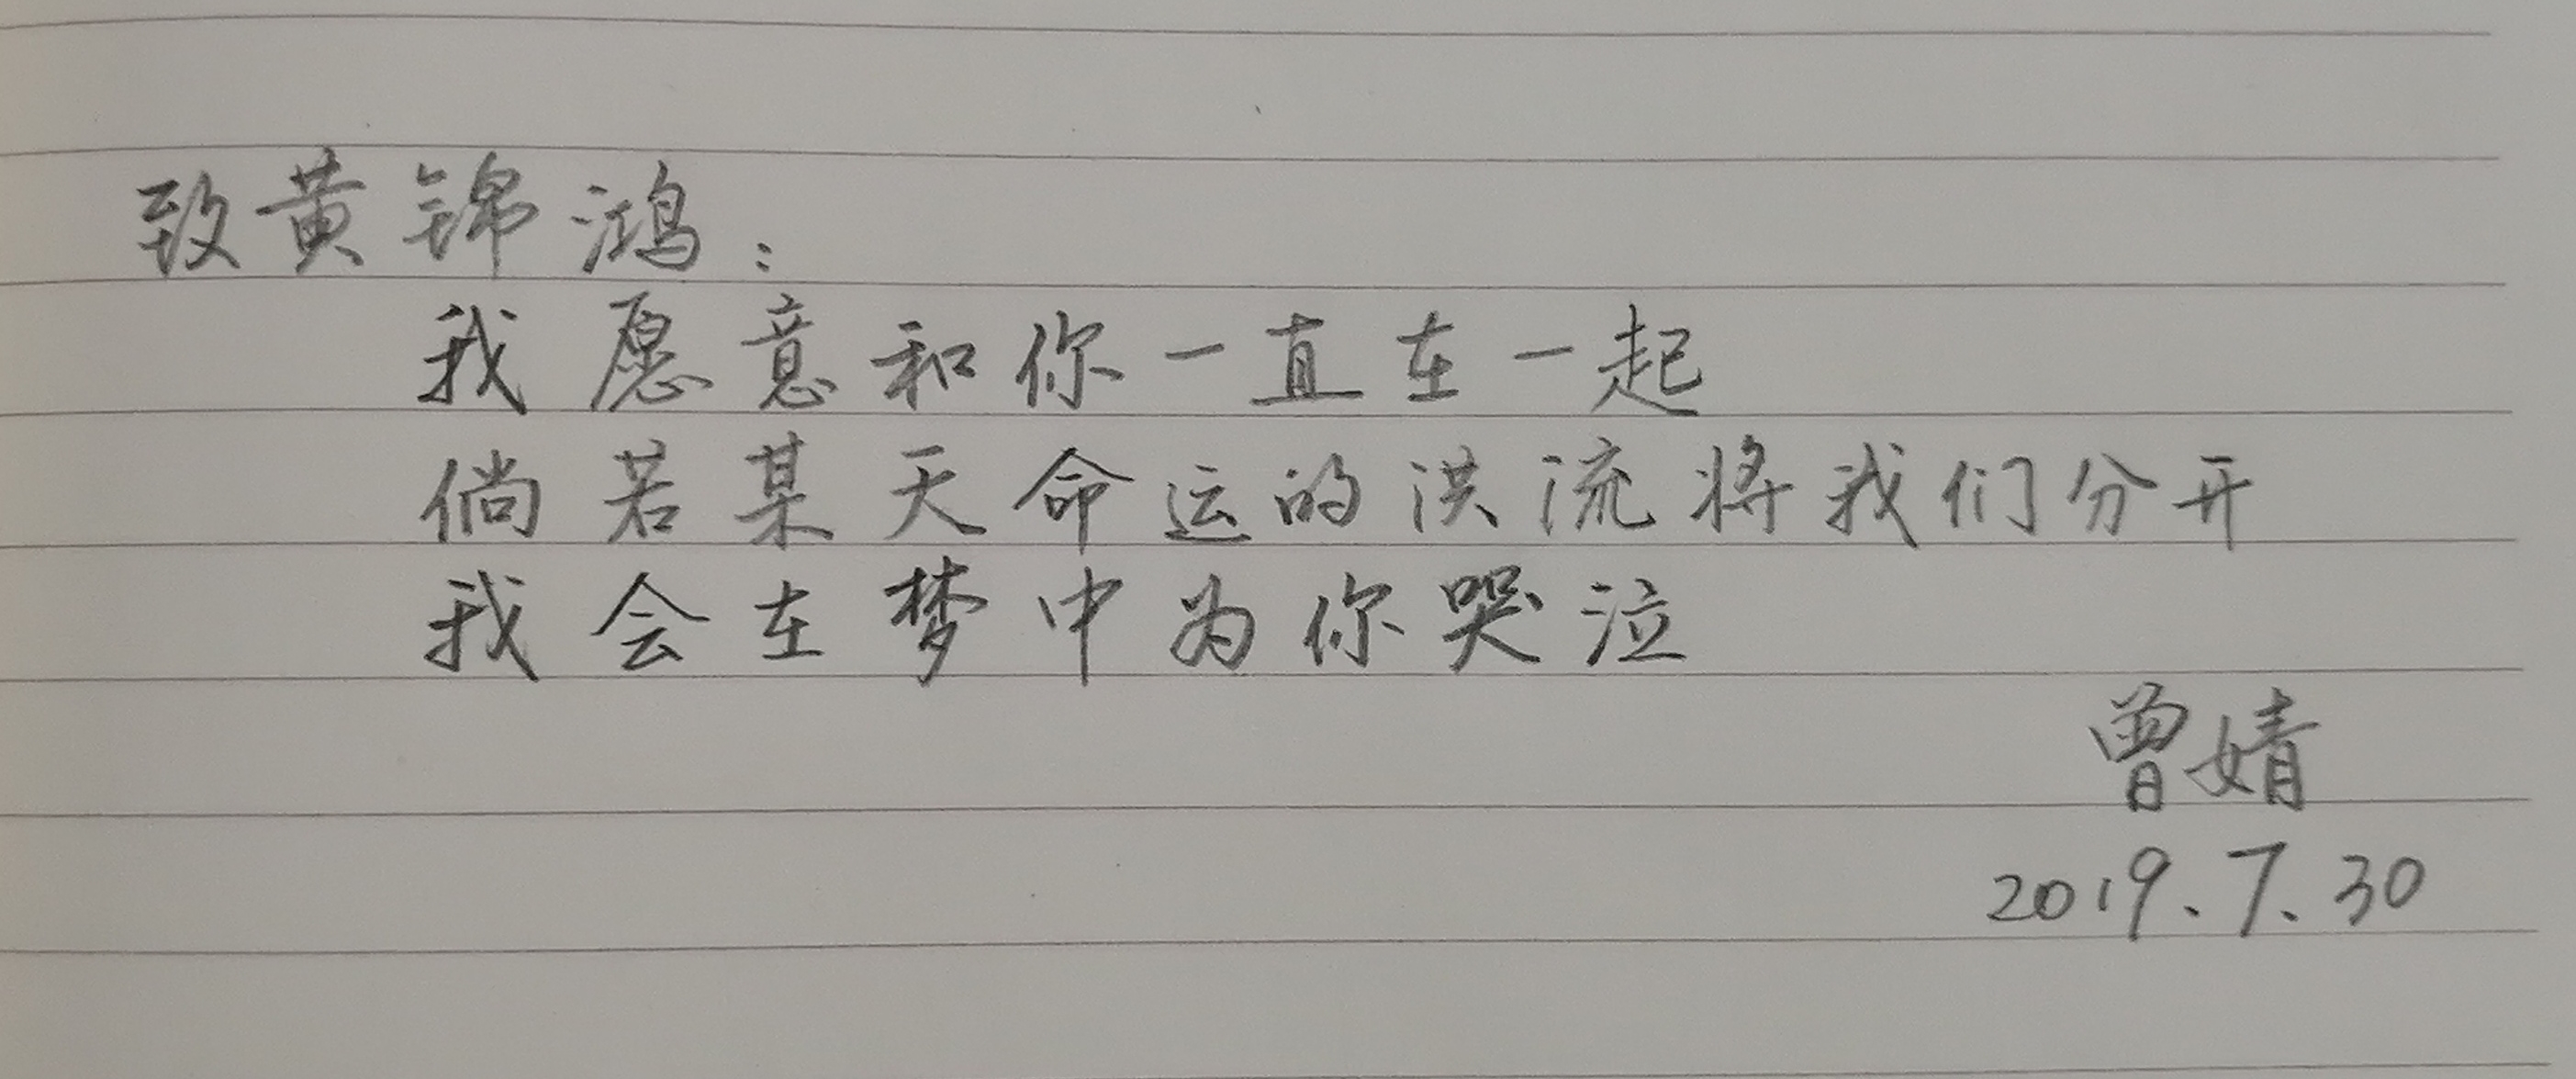 致黄锦鸿：
我愿意和你一直在一起
倘若某天命运的洪流将我们分开
我会在梦中为你哭泣
曾婧
2019.7.30